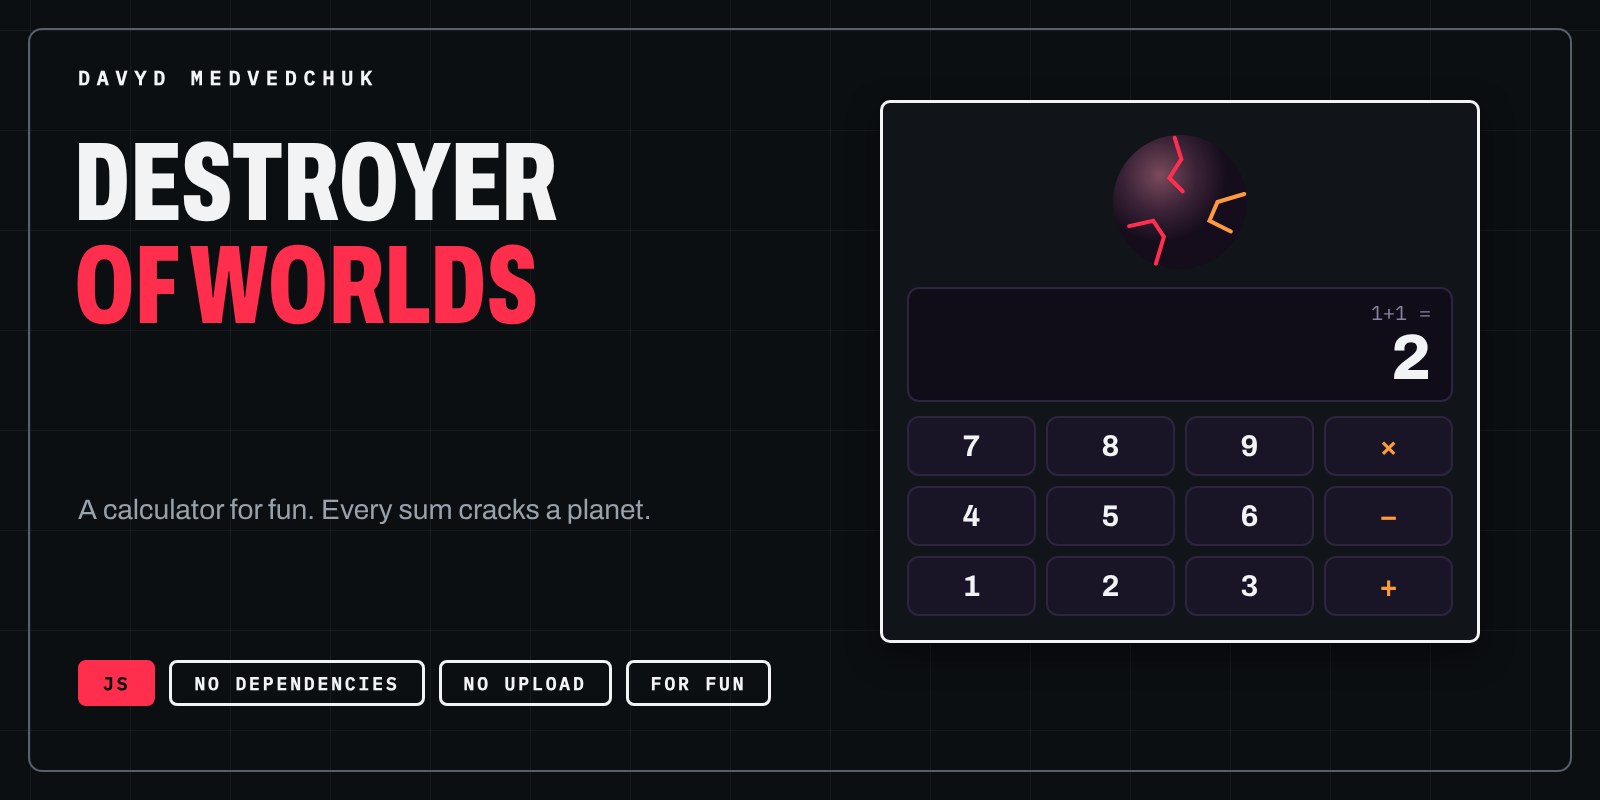 DAVYD MEDVEDCHUK
DESTROYER
OF WORLDS
A calculator for fun. Every sum cracks a planet.
JS
NO DEPENDENCIES
NO UPLOAD
FOR FUN
1+1 =
2
7 8 9 ×
4 5 6 −
1 2 3 +